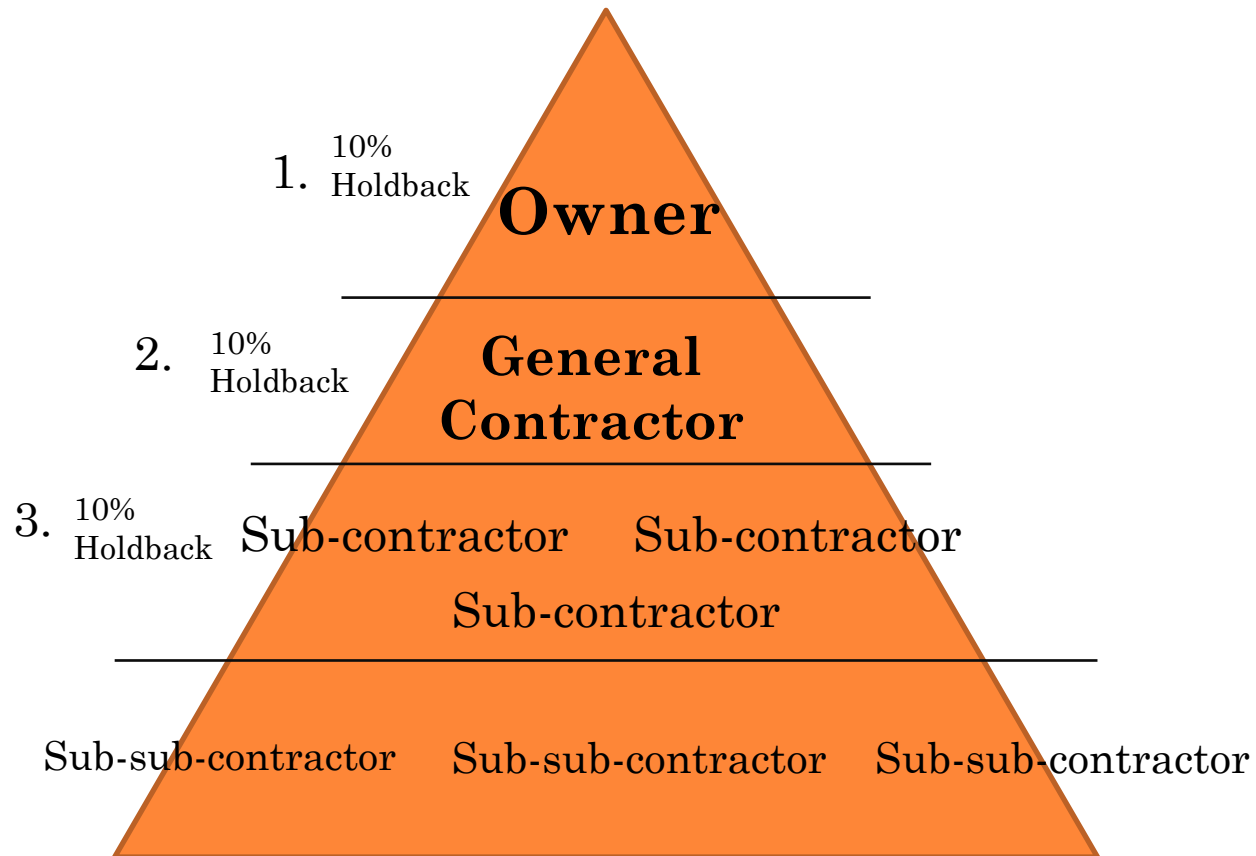 1. 10%
Holdback
Owner
2. 10%
Holdback
General
Contractor
3. 10%
Holdback
Sub-contractor Sub-contractor
Sub-contractor
Sub-sub-contractor Sub-sub-contractor Sub-sub-contractor